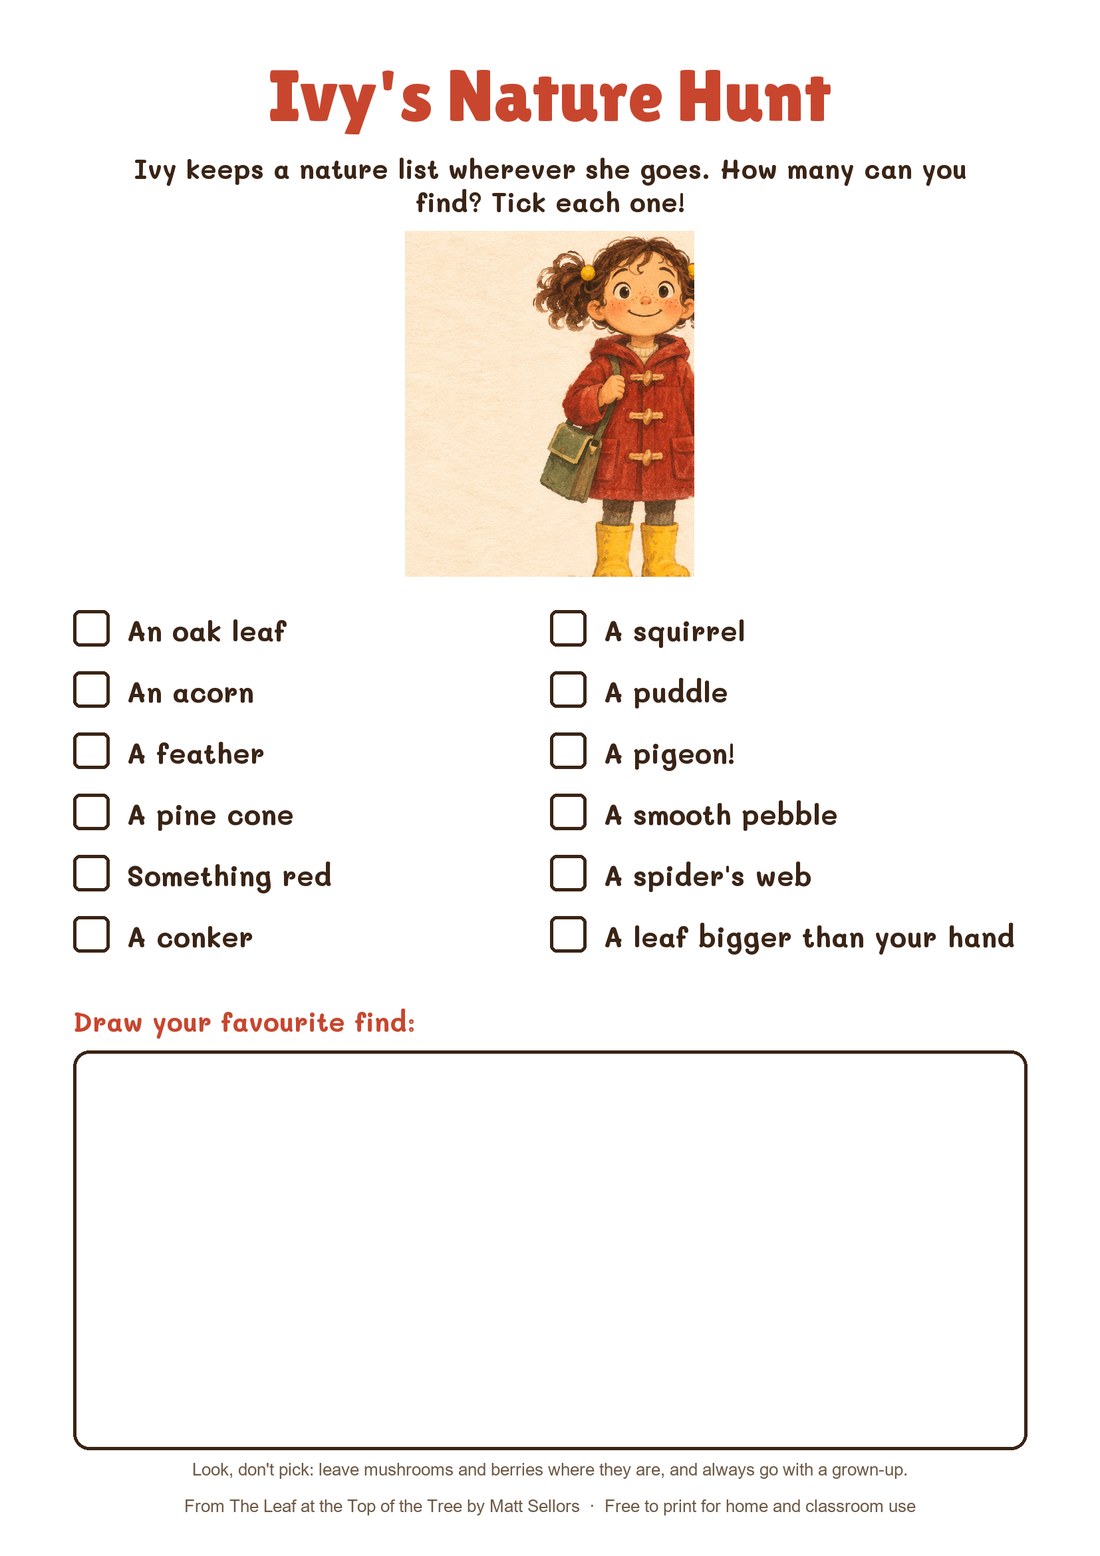 Ivy's Nature Hunt
Ivy keeps a nature list wherever she goes. How many can you
find? Tick each one!
An oak leaf
An acorn
A feather
A pine cone
Something red
A conker
A squirrel
A puddle
A pigeon!
A smooth pebble
A spider's web
A leaf bigger than your hand
Draw your favourite find:
Look, don't pick: leave mushrooms and berries where they are, and always go with a grown-up.
From The Leaf at the Top of the Tree by Matt Sellors · Free to print for home and classroom use